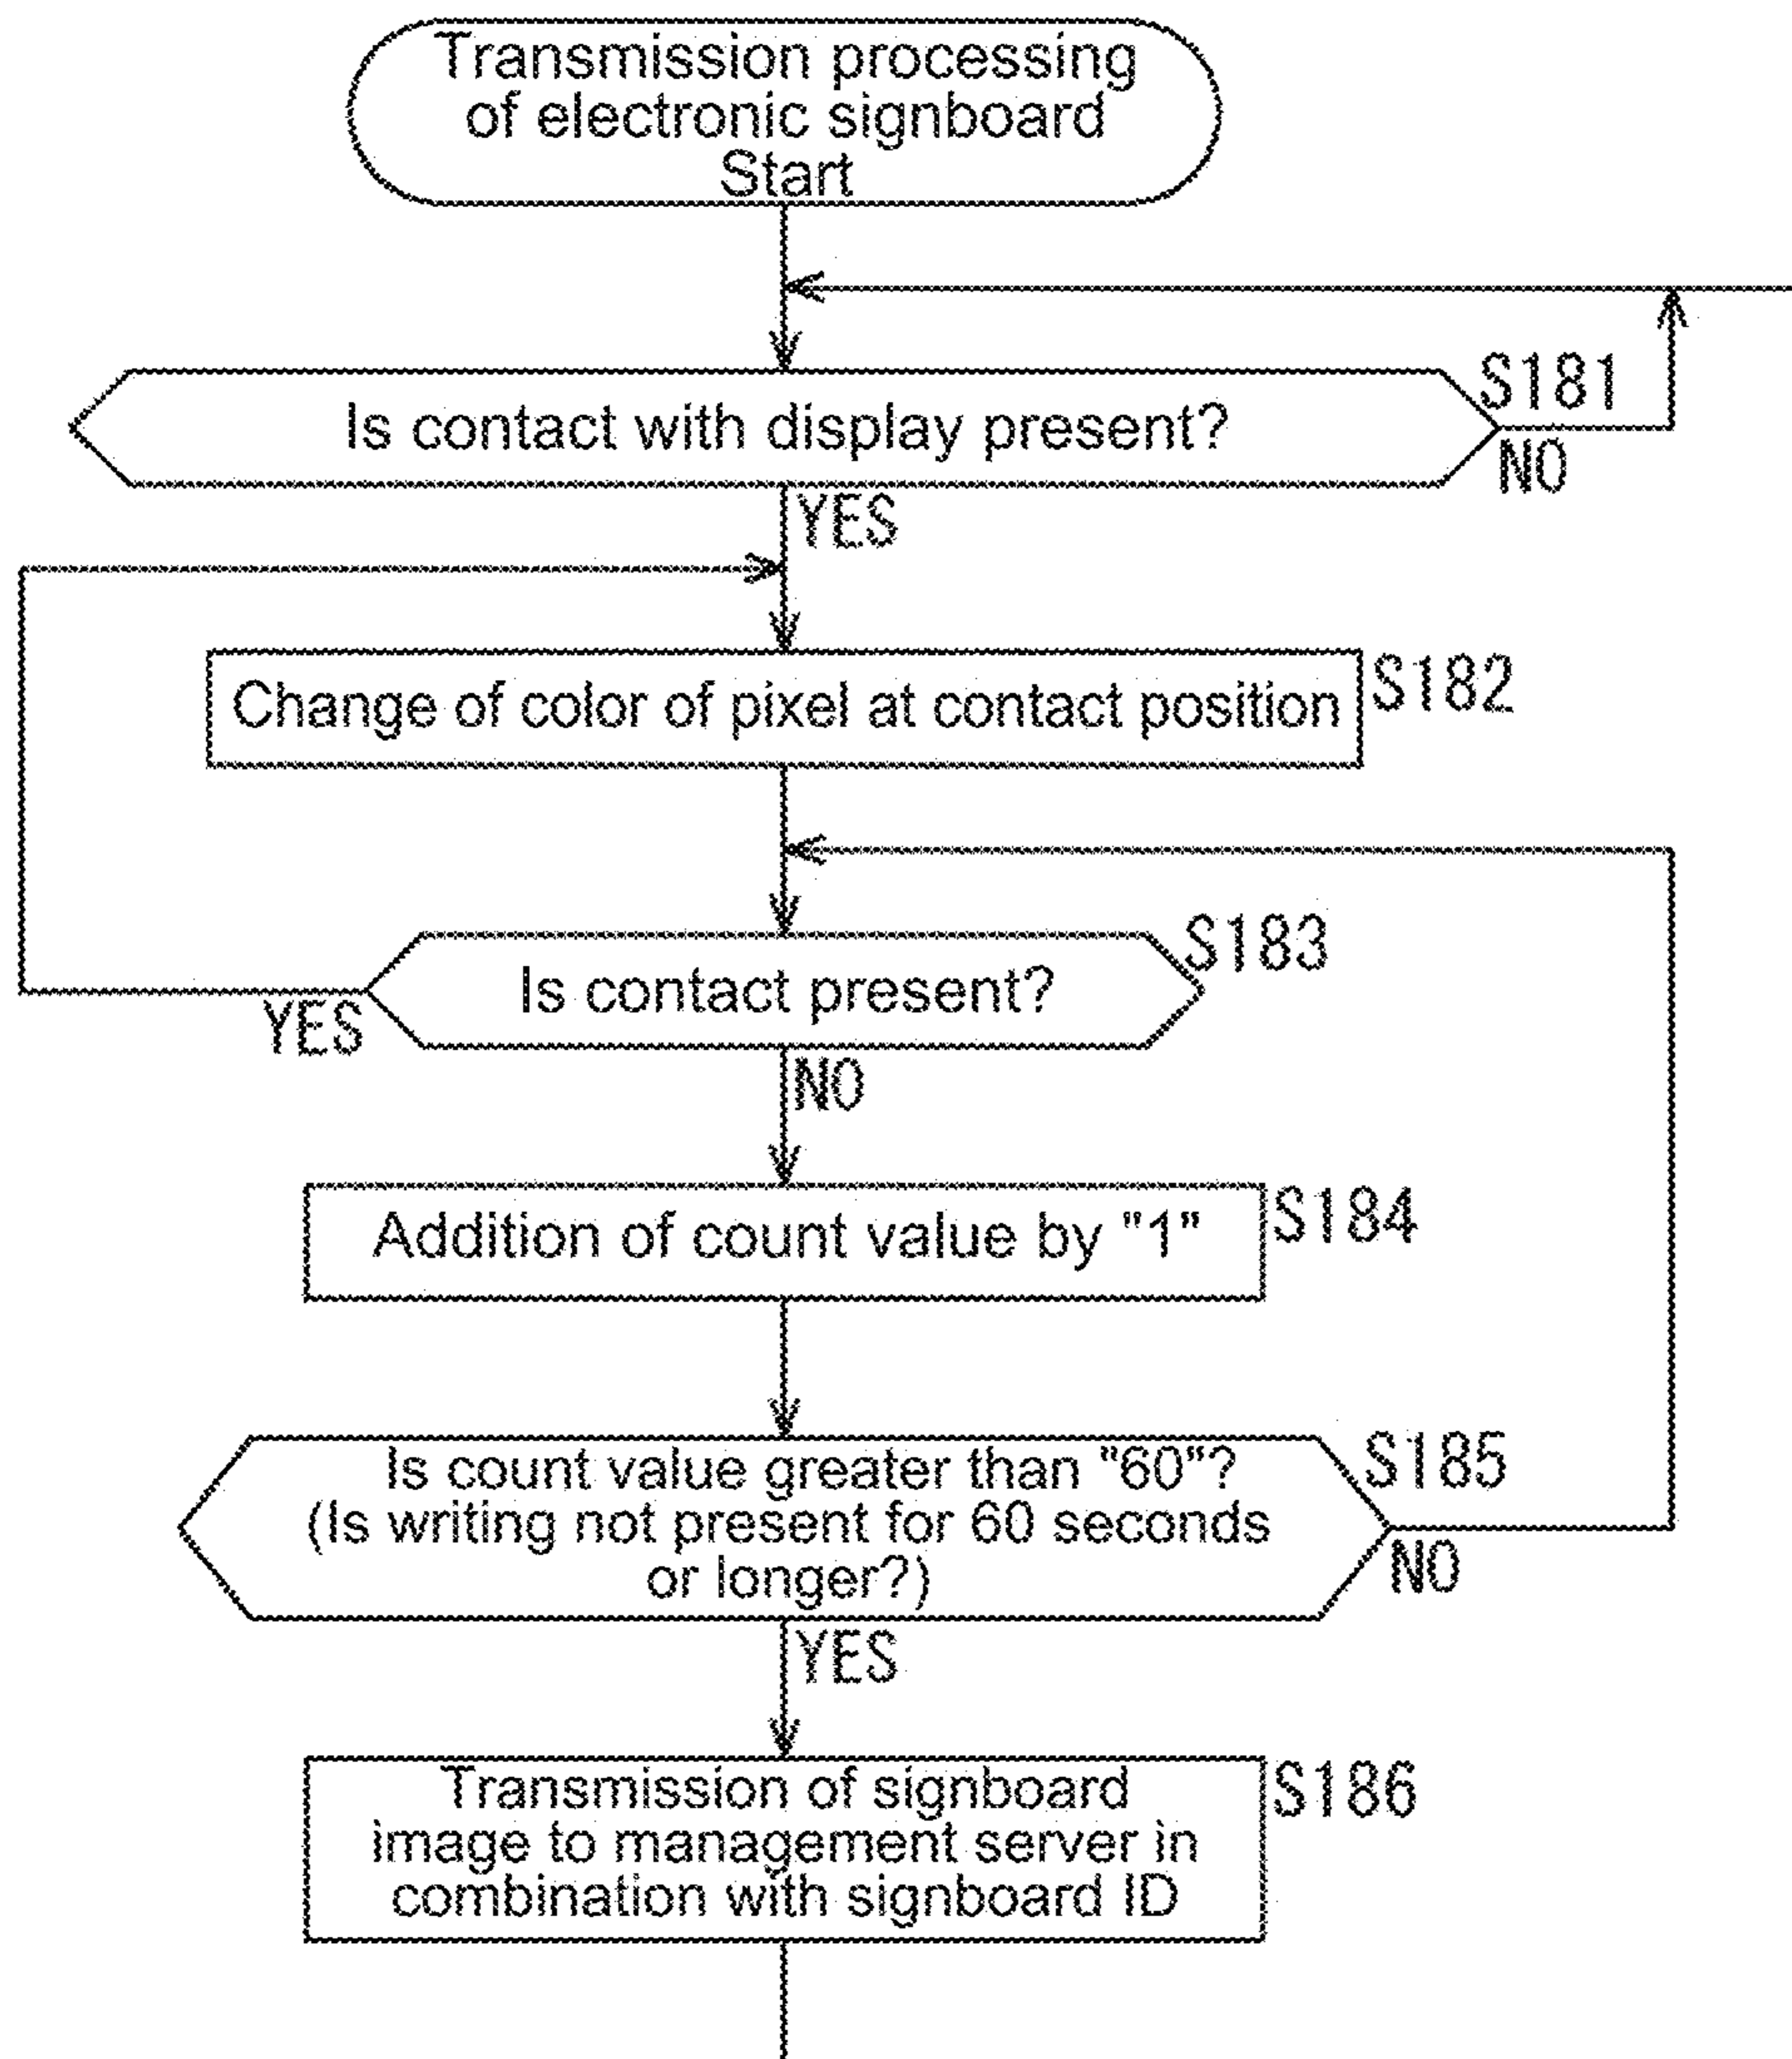 Transmission processing
of electronic signboard
Start
S181
Is contact with display present?
NO
YES
S182
Change of color of pixel at contact position
S183
Is contact present?
YES
NO
S184
Addition of count value by "1"
S185
Is count value greater than "60"?
(Is writing not present for 60 seconds
or longer?)
NO
YES
S186
Transmission of signboard
image to management server in
combination with signboard ID